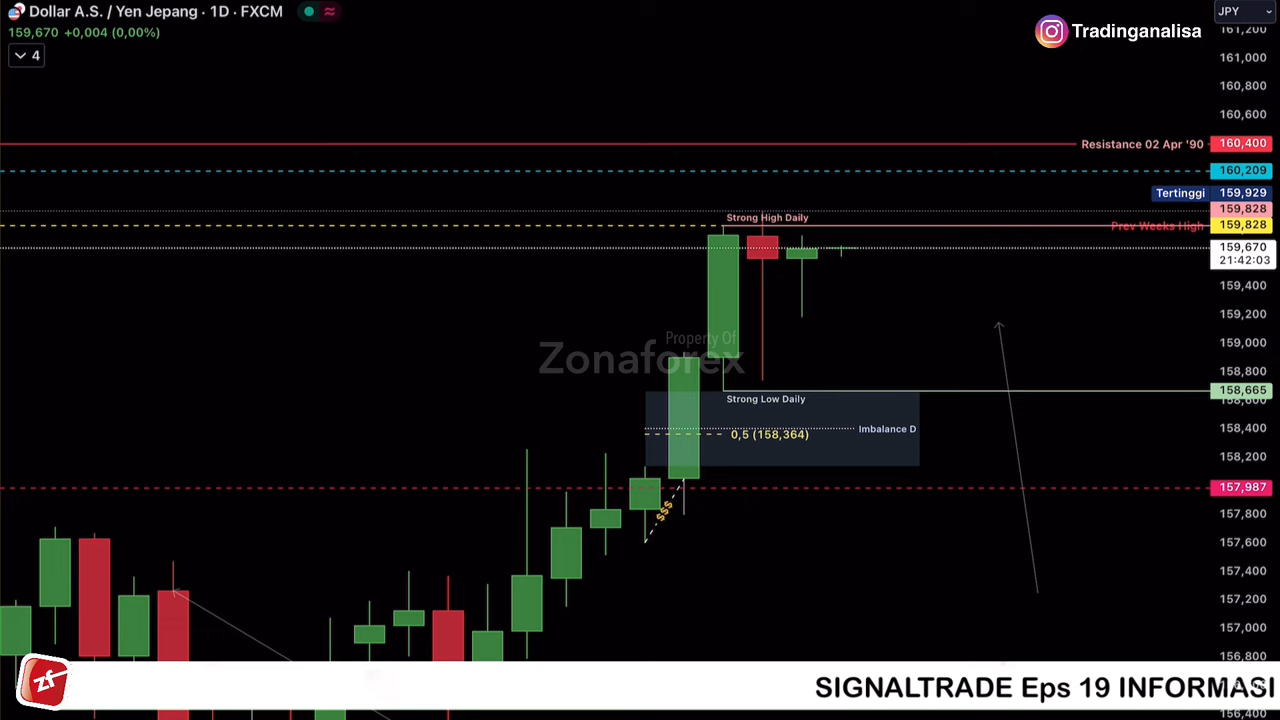 Dollar A.S. / Yen Jepang · 1D · FXCM
159,670 +0,004 (0,00%)
4
Tradinganalisa
JPY
161,200
161,000
160,800
160,600
Resistance 02 Apr '90 160,400
160,209
Tertinggi 159,929
159,828
Strong High Daily
Prev Weeks High 159,828
159,670
21:42:03
159,400
159,200
159,000
Property Of
Zonaforex
158,800
158,665
158,600
Strong Low Daily
158,400
Imbalance D
0,5 (158,364)
158,200
157,987
$$$
157,800
157,600
157,400
157,200
157,000
156,800
zf
SIGNALTRADE Eps 19 INFORMASI
156,400